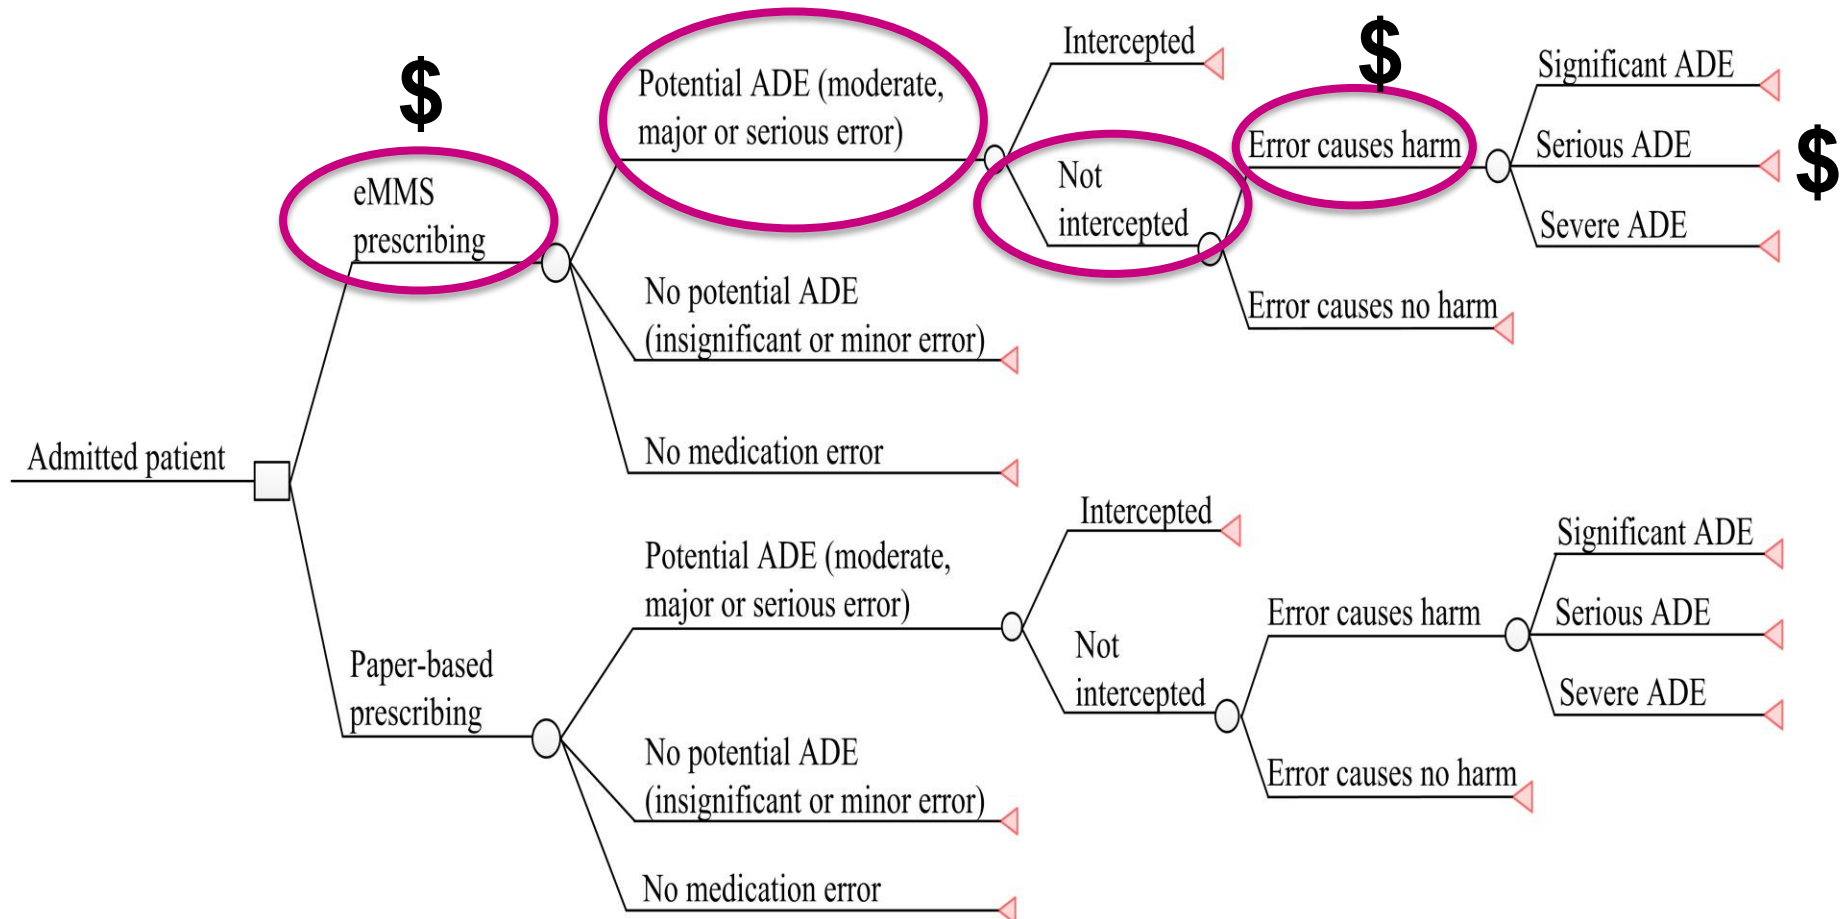 $
$
$
Intercepted
Potential ADE (moderate,
major or serious error)
Significant ADE
Error causes harm
Serious ADE
Not
intercepted
Severe ADE
eMMS
prescribing
No potential ADE
(insignificant or minor error)
Error causes no harm
No medication error
Admitted patient
Intercepted
Potential ADE (moderate,
major or serious error)
Significant ADE
Error causes harm
Serious ADE
Not
intercepted
Severe ADE
Paper-based
prescribing
No potential ADE
(insignificant or minor error)
Error causes no harm
No medication error